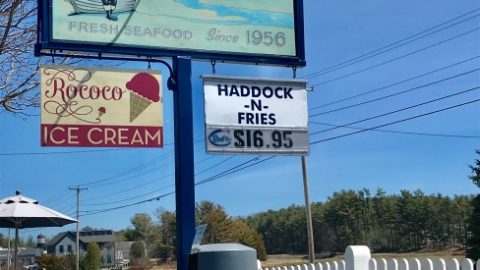 FRESH SEAFOOD Since 1956
Rococo
ICE CREAM
HADDOCK
-N-
FRIES
$16.95